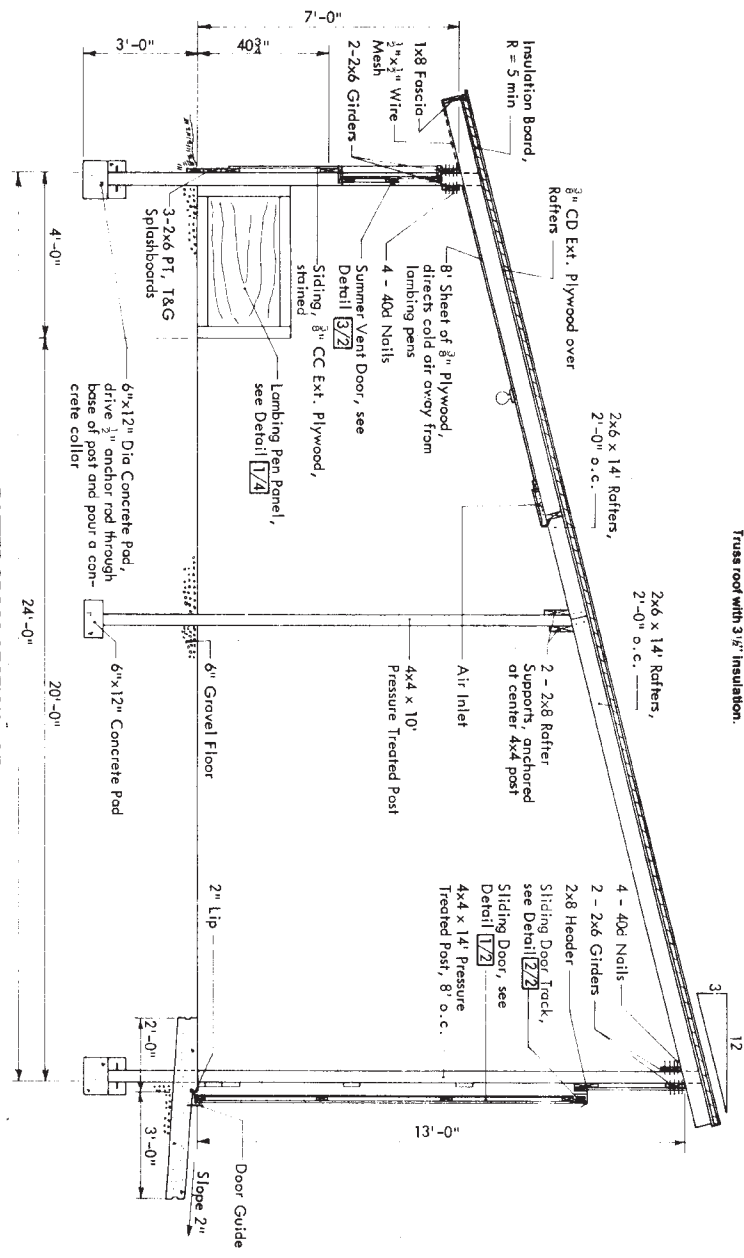 Truss roof with 3½" insulation.
3
12
2x6 x 14' Rafters,
2'-0" o.c.
2x6 x 14' Rafters,
2'-0" o.c.
⅜" CD Ext. Plywood over
Rafters
Insulation Board,
R = 5 min
1x8 Fascia
½"x½" Wire
Mesh
2-2x6 Girders
8' Sheet of ⅜" Plywood,
directs cold air away from
lambing pens
4 - 40d Nails
Summer Vent Door, see
Detail 3/2
Siding, ⅜" CC Ext. Plywood,
stained
Lambing Pen Panel,
see Detail 1/4
3-2x6 PT, T&G
Splashboards
6"x12" Dia Concrete Pad,
drive ½" anchor rod through
base of post and pour a con-
crete collar
Air Inlet
2 - 2x8 Rafter
Supports, anchored
at center 4x4 post
4x4 x 10'
Pressure Treated Post
6" Gravel Floor
6"x12" Concrete Pad
4 - 40d Nails
2 - 2x6 Girders
2x8 Header
Sliding Door Track,
see Detail 2/2
Sliding Door, see
Detail 1/2
4x4 x 14' Pressure
Treated Post, 8' o.c.
2" Lip
Door Guide
Slope 2"
7'-0"
40¾"
3'-0"
13'-0"
2'-0"
3'-0"
4'-0"
20'-0"
24'-0"